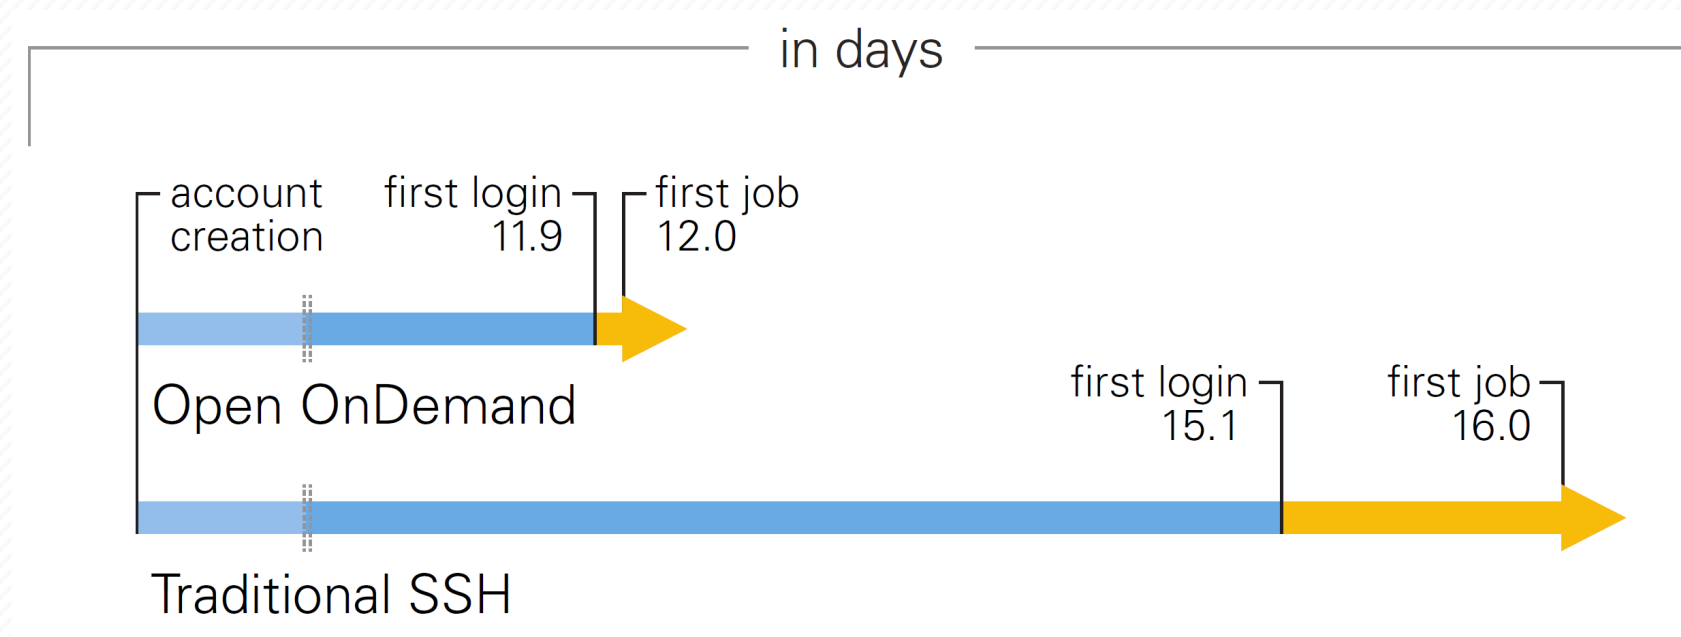 in days
account
creation
first login
11.9
first job
12.0
Open OnDemand
first login
15.1
first job
16.0
Traditional SSH